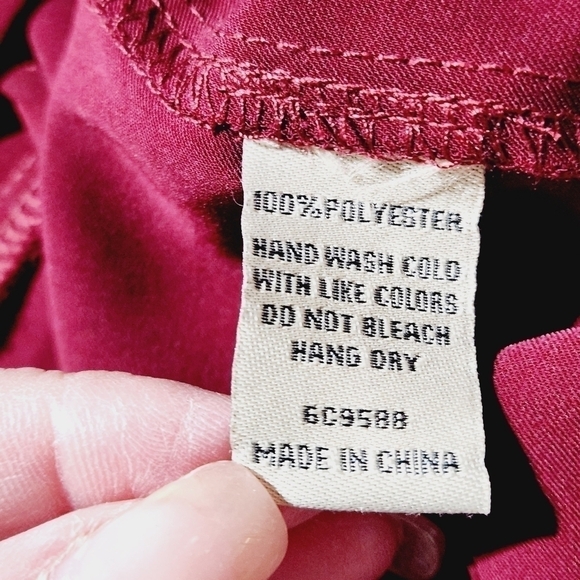 100% POLYESTER
HAND WASH COLD
WITH LIKE COLORS
DO NOT BLEACH
HANG DRY
6C9588
MADE IN CHINA